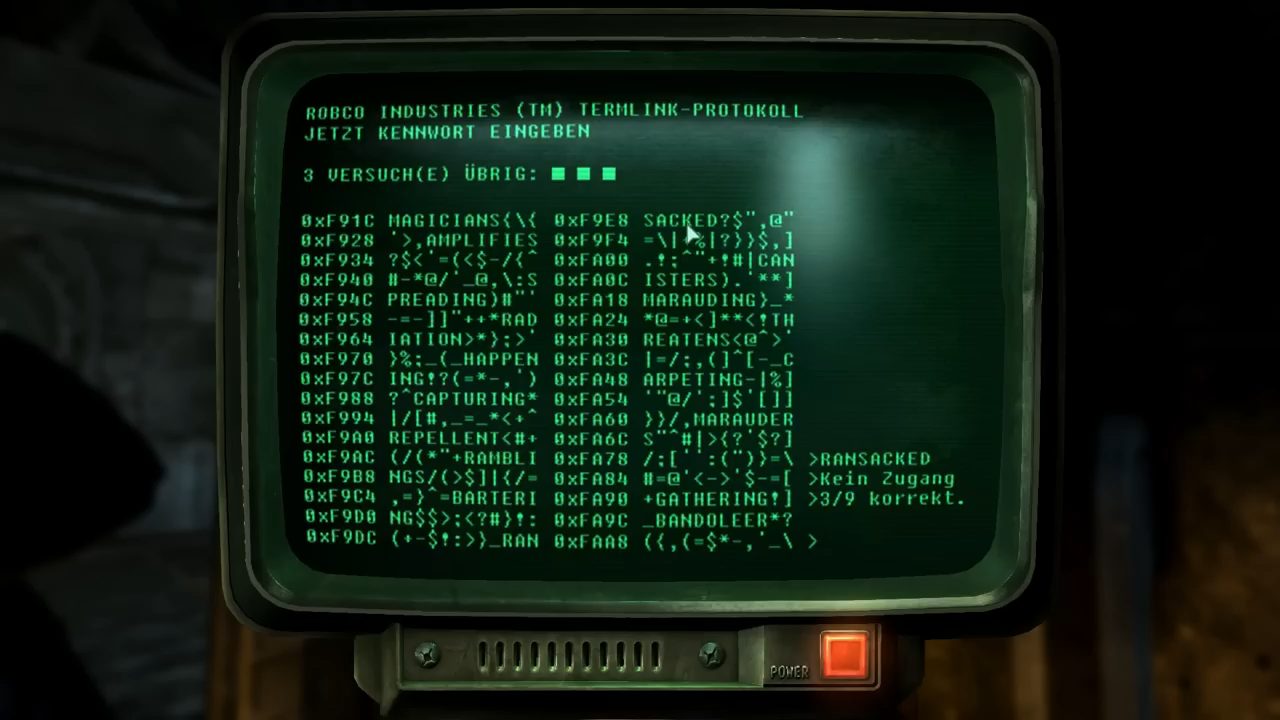 ROBCO INDUSTRIES (TM) TERMLINK-PROTOKOLL
JETZT KENNWORT EINGEBEN
3 VERSUCH(E) ÜBRIG: ■ ■ ■
0xF91C MAGICIANS{\{ 0xF9E8 SACKED?$",@"
0xF928 '>,AMPLIFIES 0xF9F4 =\|^%|?}}$,]
0xF934 ?$<'=(<$-/{^ 0xFA00 .!;^"+!#|CAN
0xF940 #-*@/'_@,\:S 0xFA0C ISTERS).'**]
0xF94C PREADING)#"' 0xFA18 MARAUDING}_*
0xF958 -=-]]"++*RAD 0xFA24 *@=+<]**<!TH
0xF964 IATION>*};>' 0xFA30 REATENS<@^>'
0xF970 }%;_(_HAPPEN 0xFA3C |=/;,(]^[-_C
0xF97C ING!?(=*-,') 0xFA48 ARPETING-|%]
0xF988 ?^CAPTURING* 0xFA54 '"@/':]$'[]]
0xF994 |/[#,_=_*<+^ 0xFA60 }}/,MARAUDER
0xF9A0 REPELLENT<#+ 0xFA6C S"^#|>{?'$?]
0xF9AC (/(*"+RAMBLI 0xFA78 /;[`':(")}=\ >RANSACKED
0xF9B8 NGS/(>$]|{/= 0xFA84 #=@'<->'$-=[ >Kein Zugang
0xF9C4 ,=}^=BARTERI 0xFA90 +GATHERING!] >3/9 korrekt.
0xF9D0 NG$$>;<?#}!: 0xFA9C _BANDOLEER*?
0xF9DC (+-$!:>}_RAN 0xFAA8 ({,(=$*-,'_\ >
POWER